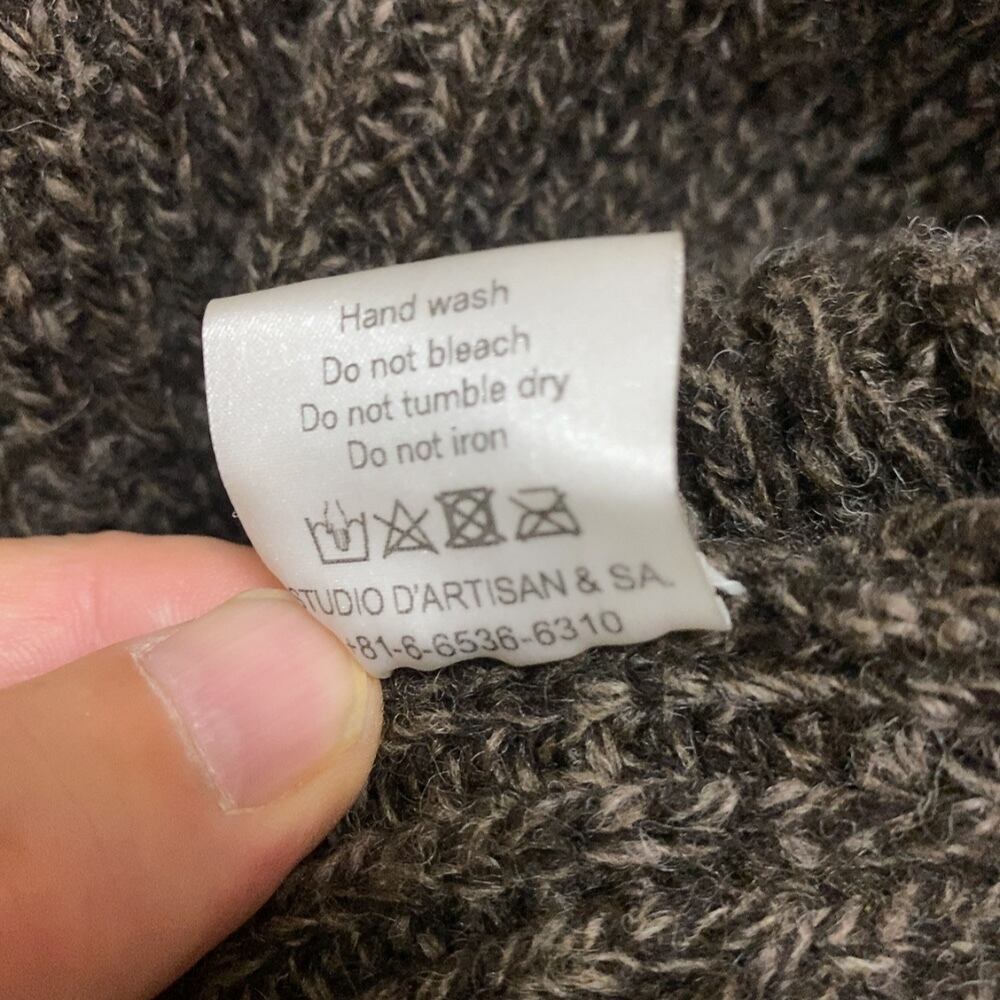 Hand wash
Do not bleach
Do not tumble dry
Do not iron
STUDIO D'ARTISAN & SA.
+81-6-6536-6310